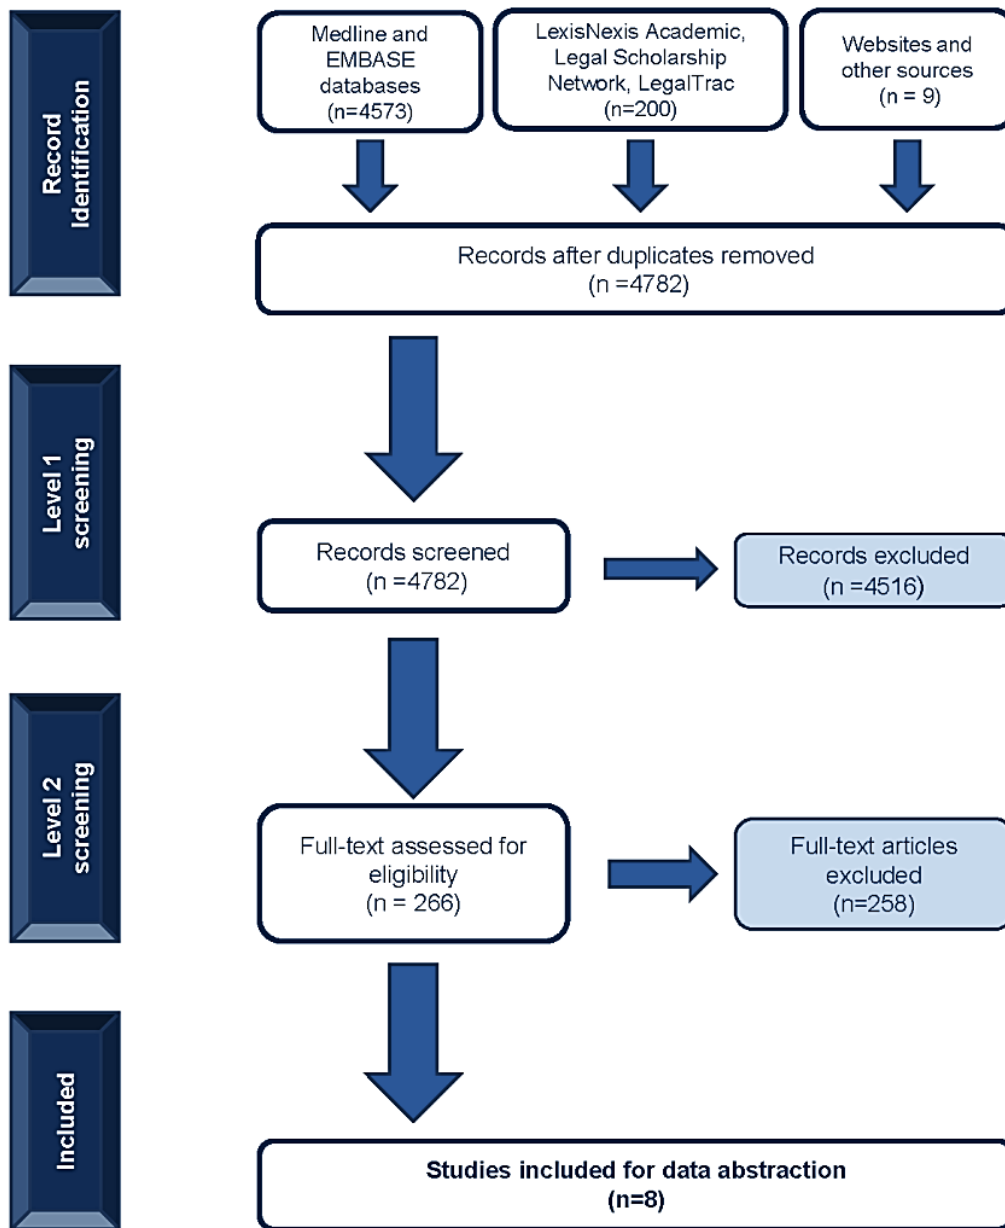 Record
Identification
Medline and
EMBASE
databases
(n=4573)
LexisNexis Academic,
Legal Scholarship
Network, LegalTrac
(n=200)
Websites and
other sources
(n = 9)
Records after duplicates removed
(n =4782)
Level 1
screening
Records screened
(n =4782)
Records excluded
(n =4516)
Level 2
screening
Full-text assessed for
eligibility
(n = 266)
Full-text articles
excluded
(n=258)
Included
Studies included for data abstraction
(n=8)